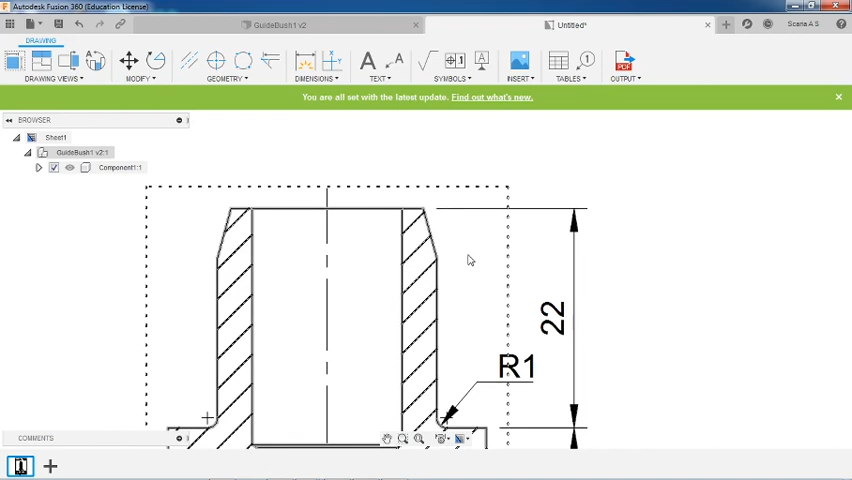 Autodesk Fusion 360 (Education License)
GuideBush1 v2
Untitled*
Scaria A S
DRAWING
DRAWING VIEWS
MODIFY
GEOMETRY
DIMENSIONS
TEXT
SYMBOLS
INSERT
TABLES
OUTPUT
You are all set with the latest update. Find out what's new.
BROWSER
Sheet1
GuideBush1 v2:1
Component1:1
22
R1
COMMENTS